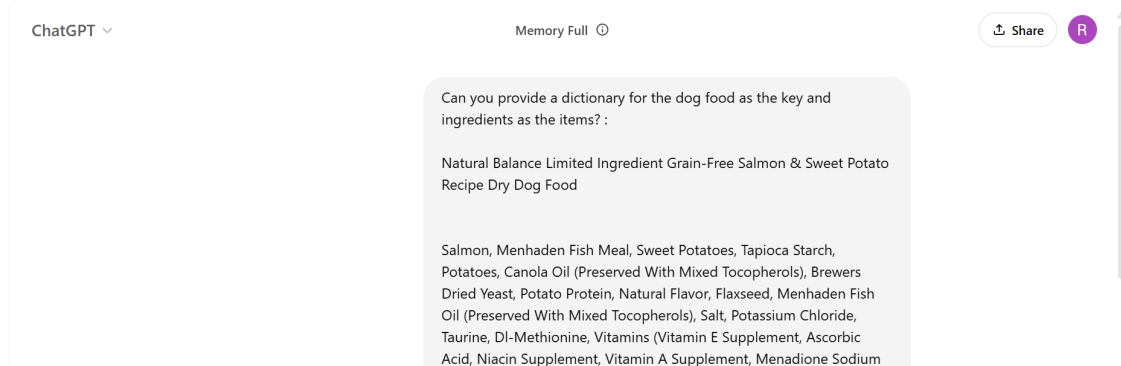 ChatGPT
Memory Full
Share
R
Can you provide a dictionary for the dog food as the key and
ingredients as the items? :
Natural Balance Limited Ingredient Grain-Free Salmon & Sweet Potato
Recipe Dry Dog Food
Salmon, Menhaden Fish Meal, Sweet Potatoes, Tapioca Starch,
Potatoes, Canola Oil (Preserved With Mixed Tocopherols), Brewers
Dried Yeast, Potato Protein, Natural Flavor, Flaxseed, Menhaden Fish
Oil (Preserved With Mixed Tocopherols), Salt, Potassium Chloride,
Taurine, Dl-Methionine, Vitamins (Vitamin E Supplement, Ascorbic
Acid, Niacin Supplement, Vitamin A Supplement, Menadione Sodium